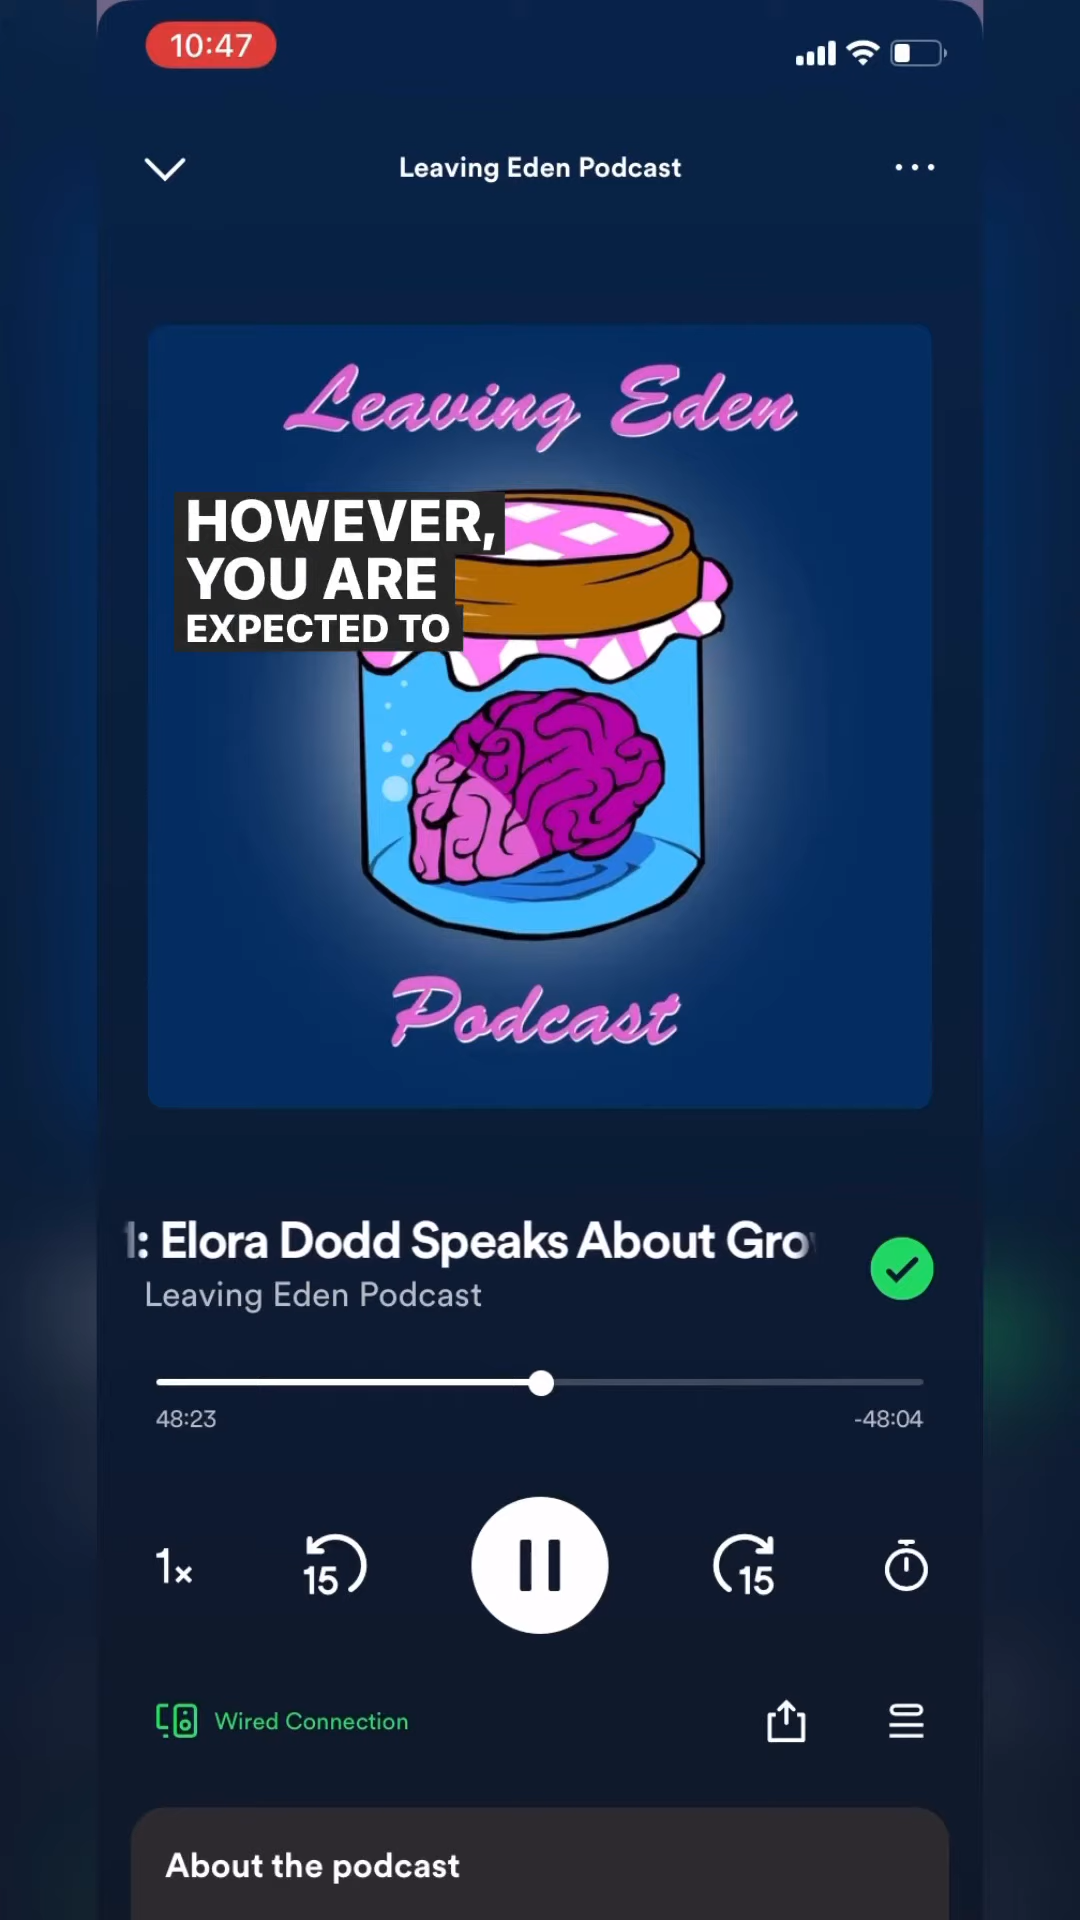 10:47
Leaving Eden Podcast
Leaving Eden
HOWEVER,
YOU ARE
EXPECTED TO
Podcast
: Elora Dodd Speaks About Gro
Leaving Eden Podcast
48:23
-48:04
1x
15
15
Wired Connection
About the podcast